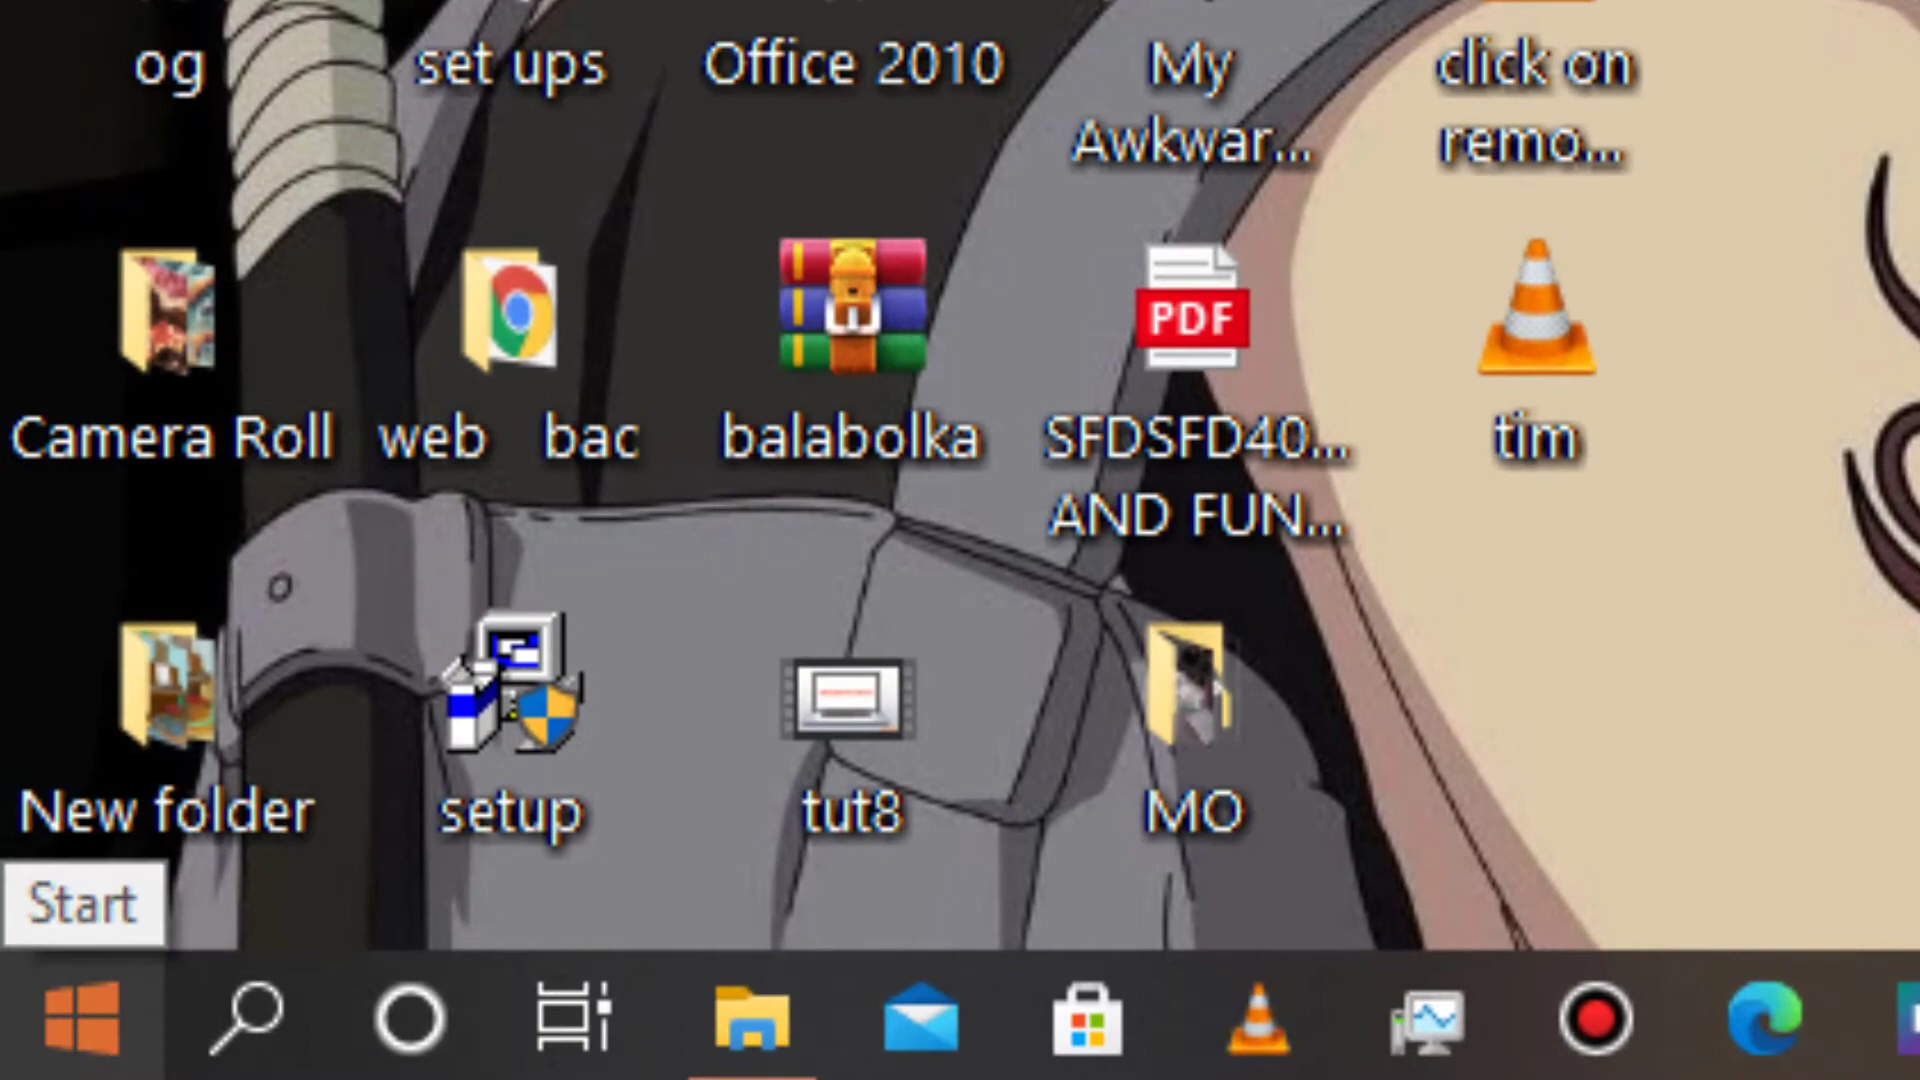 og
set ups
Office 2010
My
Awkwar...
click on
remo...
Camera Roll
web bac
balabolka
PDF
SFDSFD40...
AND FUN...
tim
New folder
setup
tut8
MO
Start